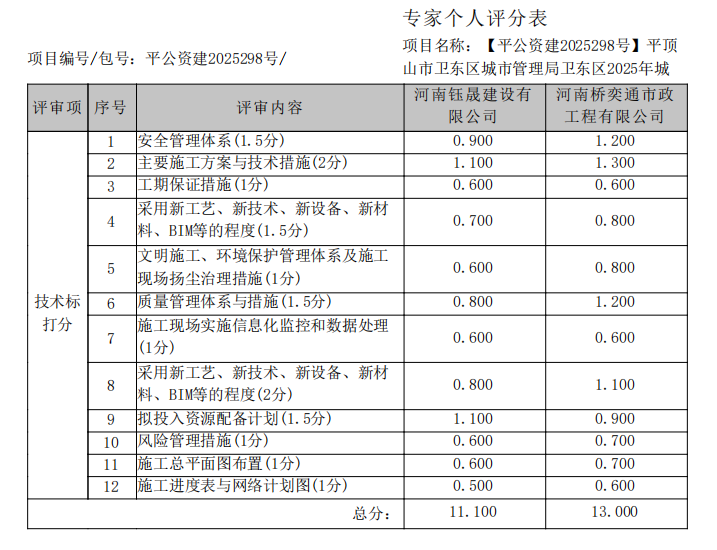 专家个人评分表
项目编号/包号: 平公资建2025298号/
项目名称: 【平公资建2025298号】平顶
山市卫东区城市管理局卫东区2025年城
评审项 序号 评审内容 河南钰晟建设有 河南桥奕通市政
限公司 工程有限公司
1 安全管理体系(1.5分) 0.900 1.200
2 主要施工方案与技术措施(2分) 1.100 1.300
3 工期保证措施(1分) 0.600 0.600
4 采用新工艺、新技术、新设备、新材 0.700 0.800
料、BIM等的程度(1.5分)
5 文明施工、环境保护管理体系及施工 0.600 0.800
现场扬尘治理措施(1分)
技术标
打分
6 质量管理体系与措施(1.5分) 0.800 1.200
7 施工现场实施信息化监控和数据处理 0.600 0.600
(1分)
8 采用新工艺、新技术、新设备、新材 0.800 1.100
料、BIM等的程度(2分)
9 拟投入资源配备计划(1.5分) 1.100 0.900
10 风险管理措施(1分) 0.600 0.700
11 施工总平面图布置(1分) 0.600 0.700
12 施工进度表与网络计划图(1分) 0.500 0.600
总分: 11.100 13.000